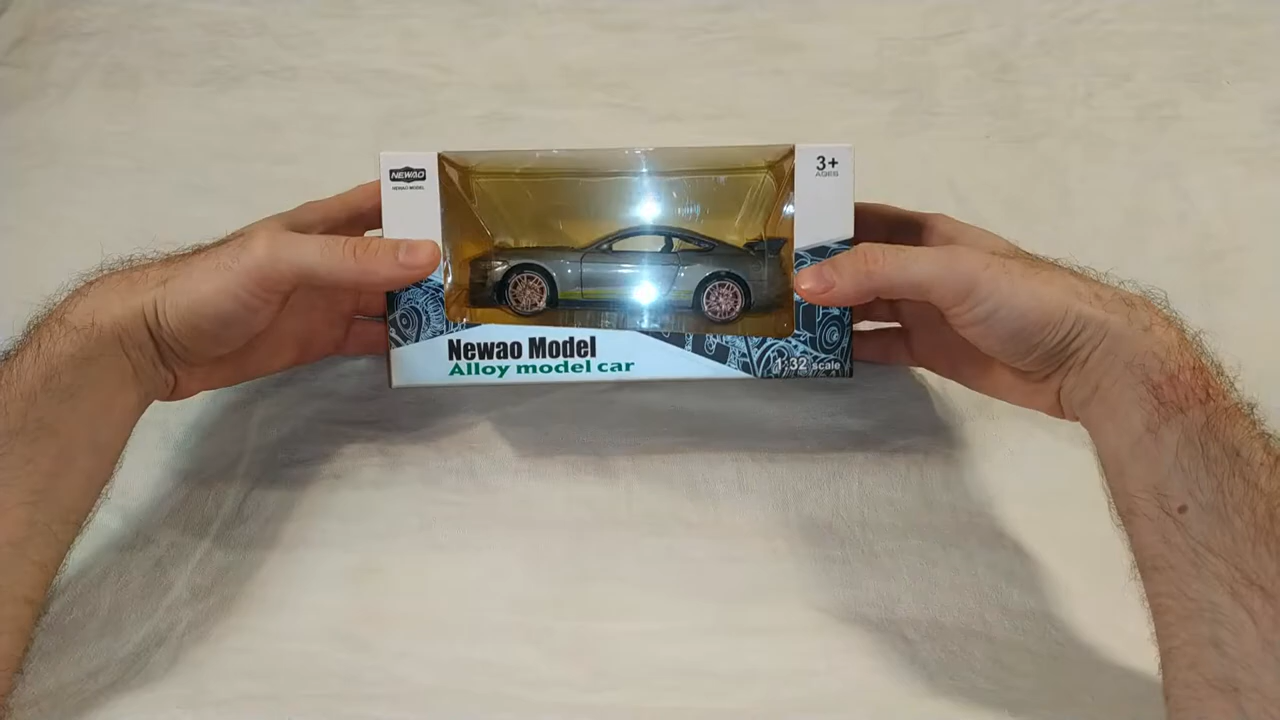 NEWAO
NEWAO MODEL
3+
AGES
Newao Model
Alloy model car
1:32 scale